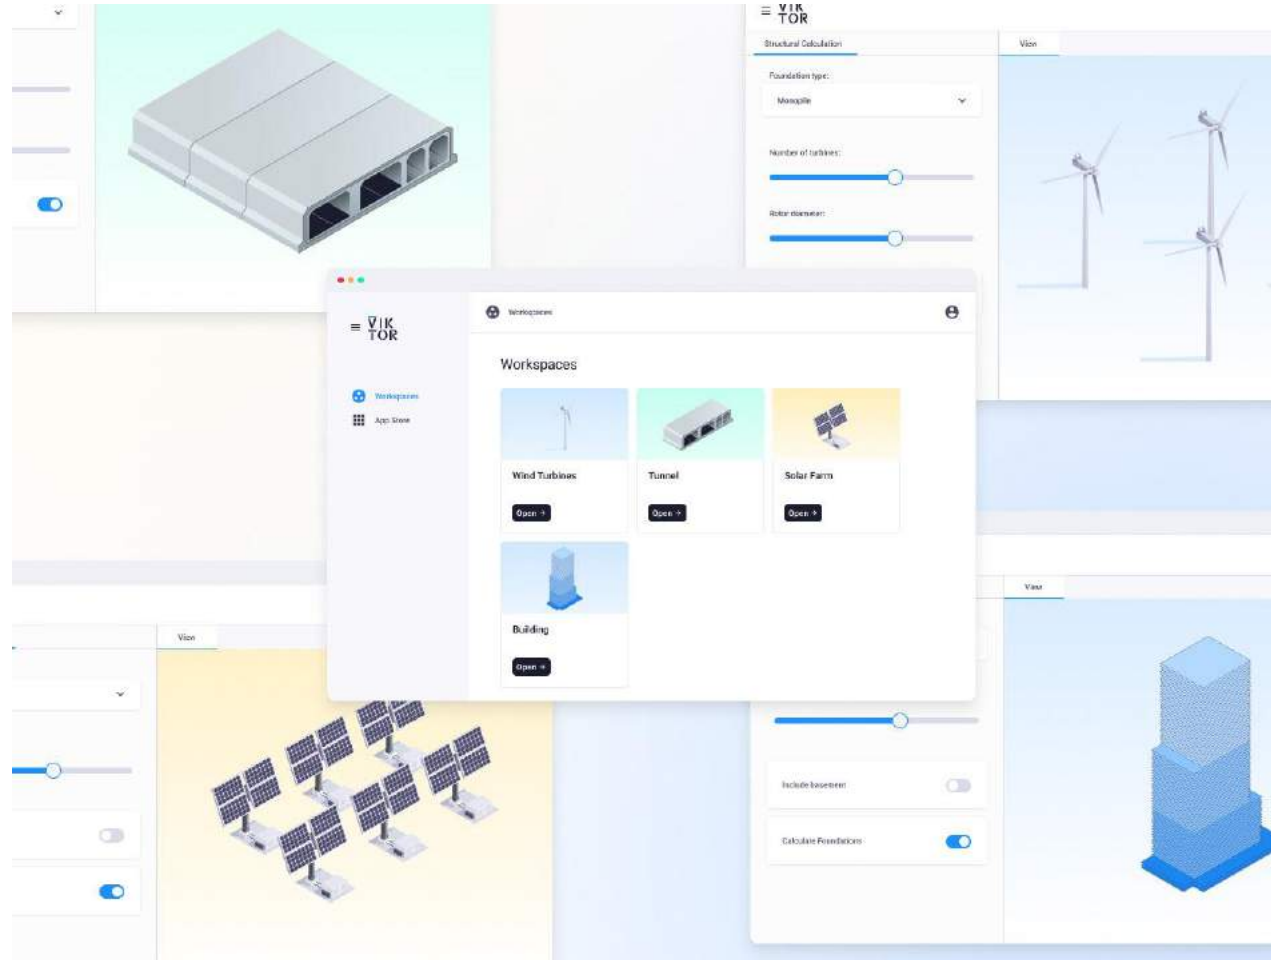 VIK
TOR
Structural Calculation
View
Foundation type:
Monopile
Number of turbines:
Rotor diameter:
VIK
TOR
Workspaces
Workspaces
App Store
Workspaces
Wind Turbines
Tunnel
Solar Farm
Open →
Open →
Open →
Building
Open →
View
View
Include basement
Calculate Foundations